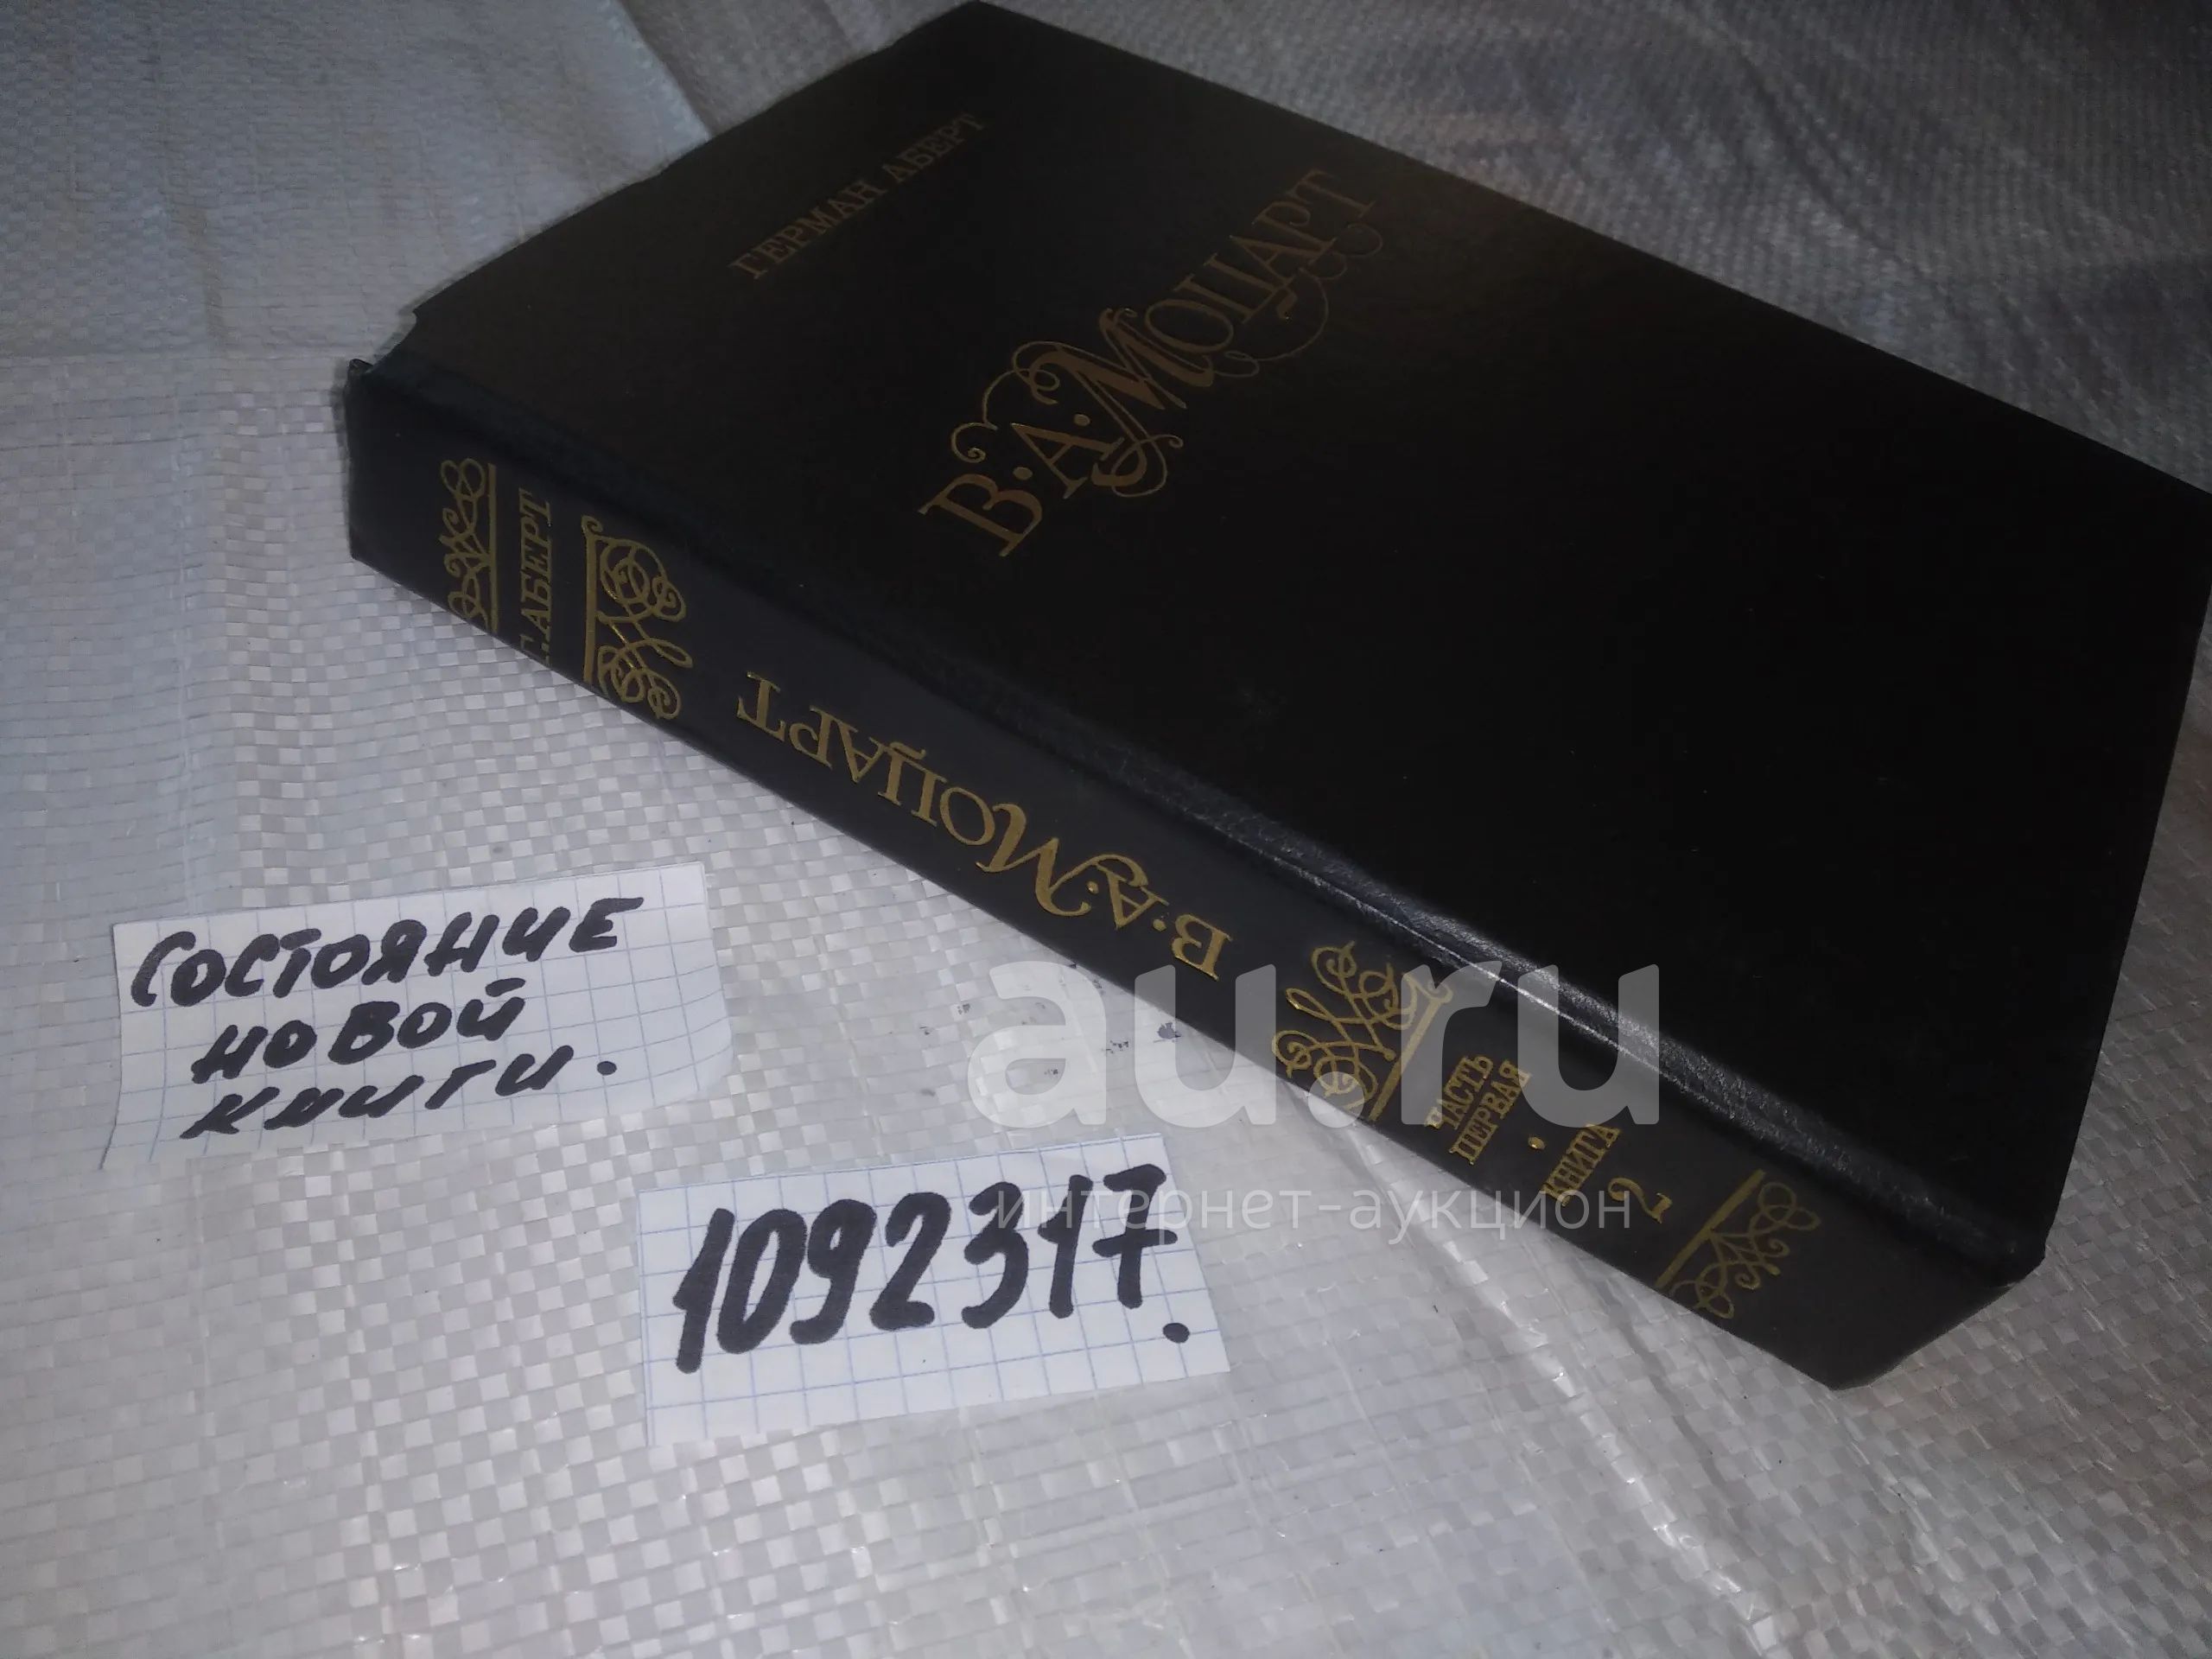 ГЕРМАН АБЕРТ
В·А·МОЦАРТ
Г. АБЕРТ
В·А·МОЦАРТ
ЧАСТЬ
ПЕРВАЯ
·
КНИГА
2
СОСТОЯНИЕ
НОВОЙ
КНИГИ.
1092317.
au.ru
интернет-аукцион